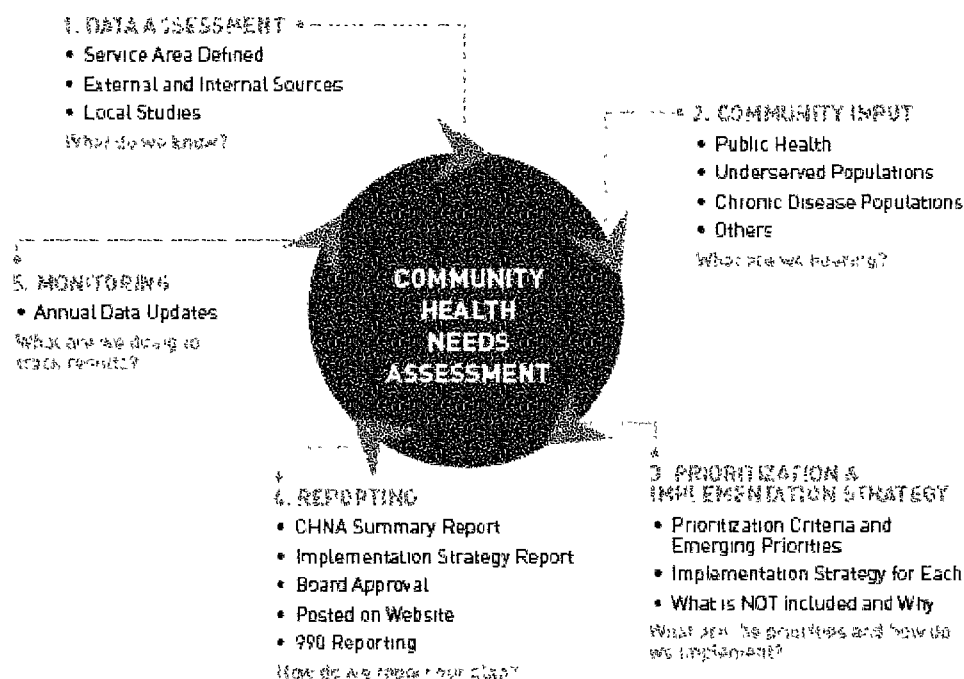 1. DATA ASSESSMENT
• Service Area Defined
• External and Internal Sources
• Local Studies
What do we know?
2. COMMUNITY INPUT
• Public Health
• Underserved Populations
• Chronic Disease Populations
• Others
What are we hearing?
COMMUNITY
HEALTH
NEEDS
ASSESSMENT
3. PRIORITIZATION &
IMPLEMENTATION STRATEGY
• Prioritization Criteria and
Emerging Priorities
• Implementation Strategy for Each
• What is NOT included and Why
What are the priorities and how do
we implement?
4. REPORTING
• CHNA Summary Report
• Implementation Strategy Report
• Board Approval
• Posted on Website
• 990 Reporting
How do we report our plan?
5. MONITORING
• Annual Data Updates
What are we doing to
track results?